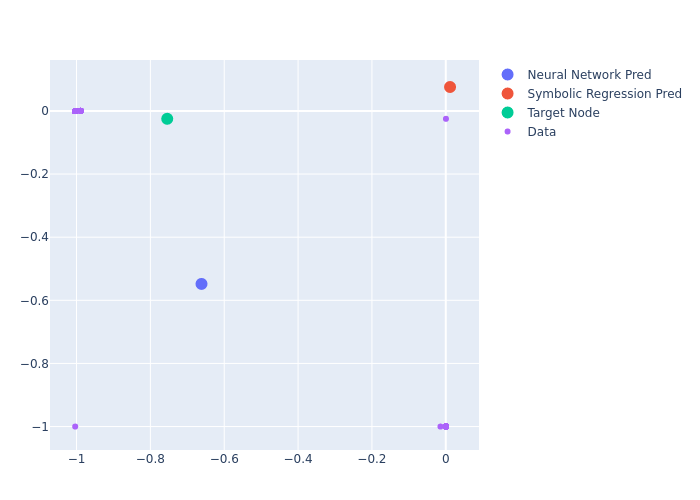 Neural Network Pred
Symbolic Regression Pred
Target Node
Data
0
−0.2
−0.4
−0.6
−0.8
−1
−1 −0.8 −0.6 −0.4 −0.2 0